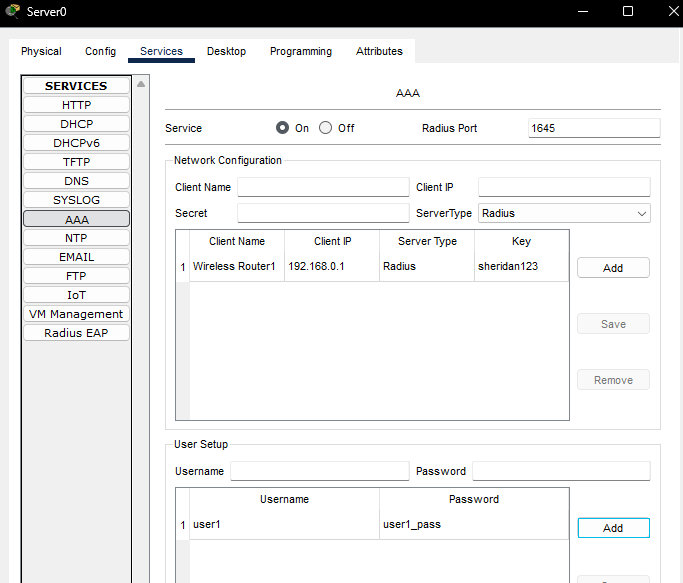 Server0
Physical Config Services Desktop Programming Attributes
SERVICES
HTTP
DHCP
DHCPv6
TFTP
DNS
SYSLOG
AAA
NTP
EMAIL
FTP
IoT
VM Management
Radius EAP
AAA
Service On Off Radius Port 1645
Network Configuration
Client Name Client IP
Secret ServerType Radius
Client Name Client IP Server Type Key
1 Wireless Router1 192.168.0.1 Radius sheridan123
Add
Save
Remove
User Setup
Username Password
Username Password
1 user1 user1_pass
Add